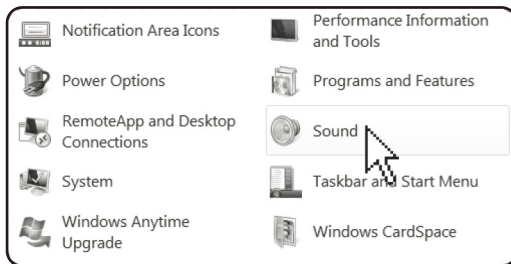 Notification Area Icons
Power Options
RemoteApp and Desktop
Connections
System
Windows Anytime
Upgrade
Performance Information
and Tools
Programs and Features
Sound
Taskbar and Start Menu
Windows CardSpace